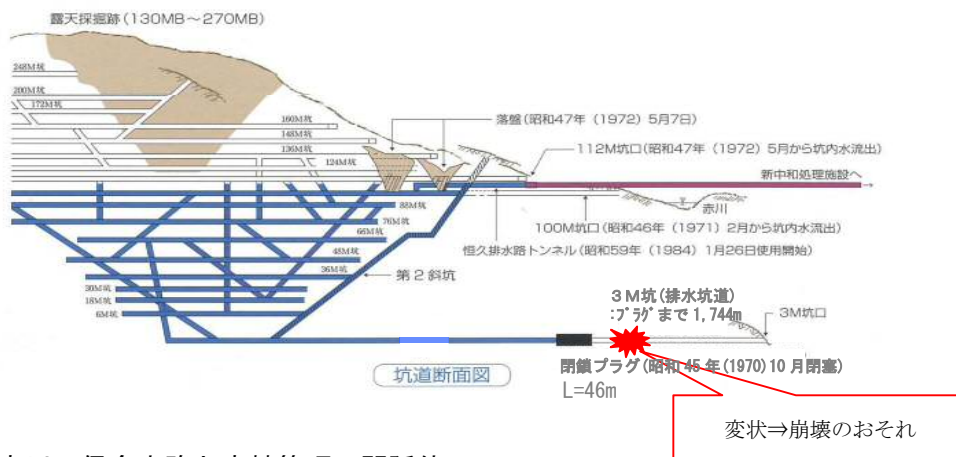 露天採掘跡(130MB～270MB)
248M坑
200M坑
172M坑
160M坑
148M坑
136M坑
124M坑
落盤(昭和47年 (1972) 5月7日)
112M坑口(昭和47年 (1972) 5月から坑内水流出)
新中和処理施設へ
88M坑
赤川
76M坑
100M坑口(昭和46年 (1971) 2月から坑内水流出)
66M坑
恒久排水路トンネル(昭和59年 (1984) 1月26日使用開始)
48M坑
36M坑
第2斜坑
30M坑
18M坑
6M坑
3M坑(排水坑道)
:プラグまで1,744m
3M坑口
閉鎖プラグ(昭和45年(1970)10月閉塞)
L=46m
坑道断面図
変状⇒崩壊のおそれ